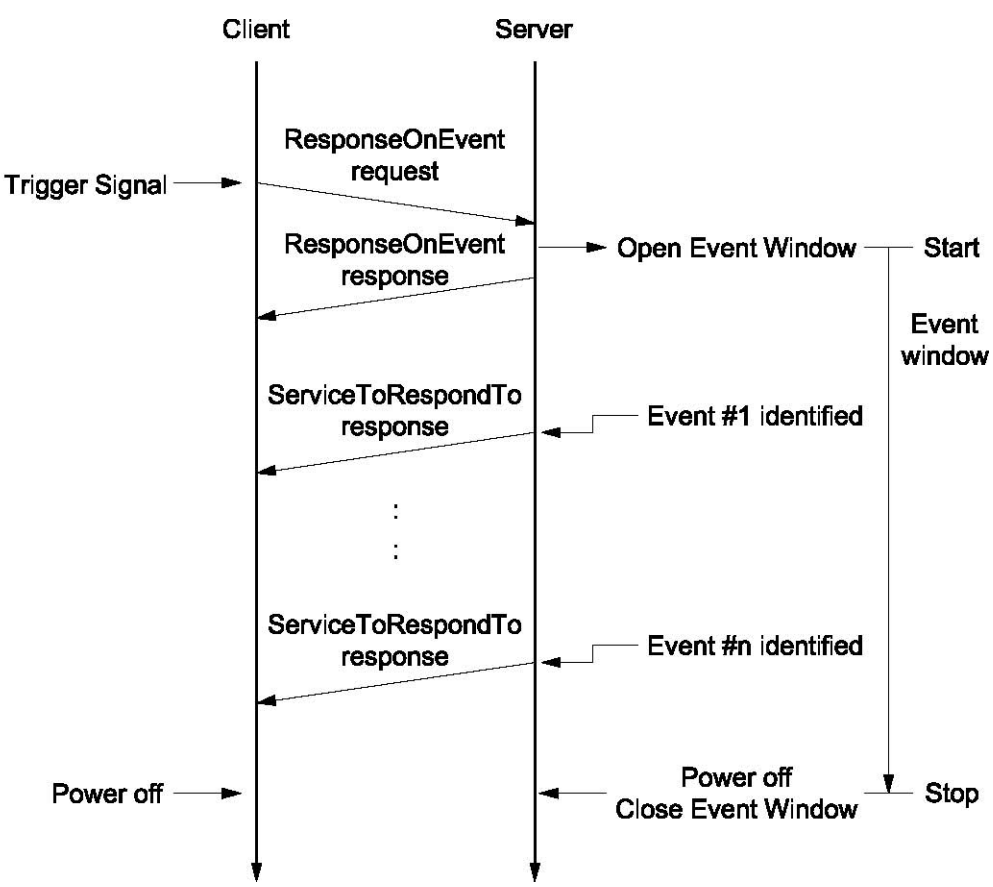 Client
Server
ResponseOnEvent
request
Trigger Signal
ResponseOnEvent
response
Open Event Window
Start
Event
window
ServiceToRespondTo
response
Event #1 identified
:
:
ServiceToRespondTo
response
Event #n identified
Power off
Power off
Close Event Window
Stop